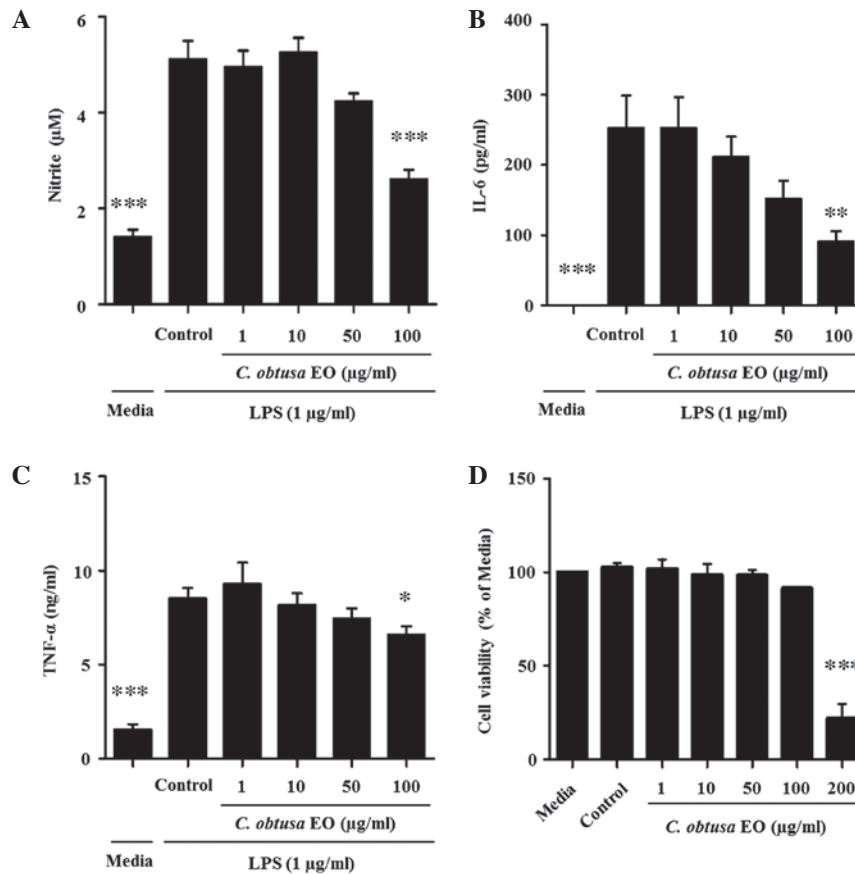 A
Nitrite (µM)
6
4
2
0
***
***
Control 1 10 50 100
C. obtusa EO (µg/ml)
Media LPS (1 µg/ml)
B
IL-6 (pg/ml)
400
300
200
100
0
***
**
Control 1 10 50 100
C. obtusa EO (µg/ml)
Media LPS (1 µg/ml)
C
TNF-α (ng/ml)
15
10
5
0
***
*
Control 1 10 50 100
C. obtusa EO (µg/ml)
Media LPS (1 µg/ml)
D
Cell viability (% of Media)
150
100
50
0
***
Media Control 1 10 50 100 200
C. obtusa EO (µg/ml)